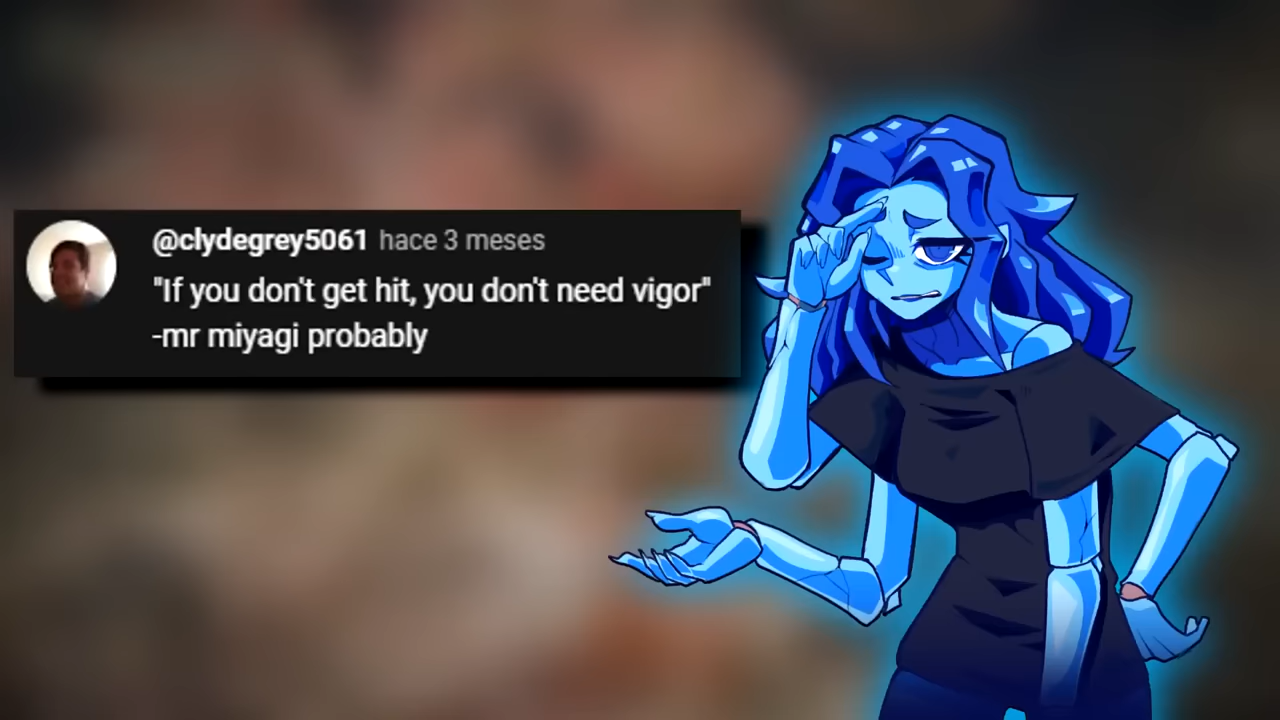 @clydegrey5061 hace 3 meses
"If you don't get hit, you don't need vigor"
-mr miyagi probably